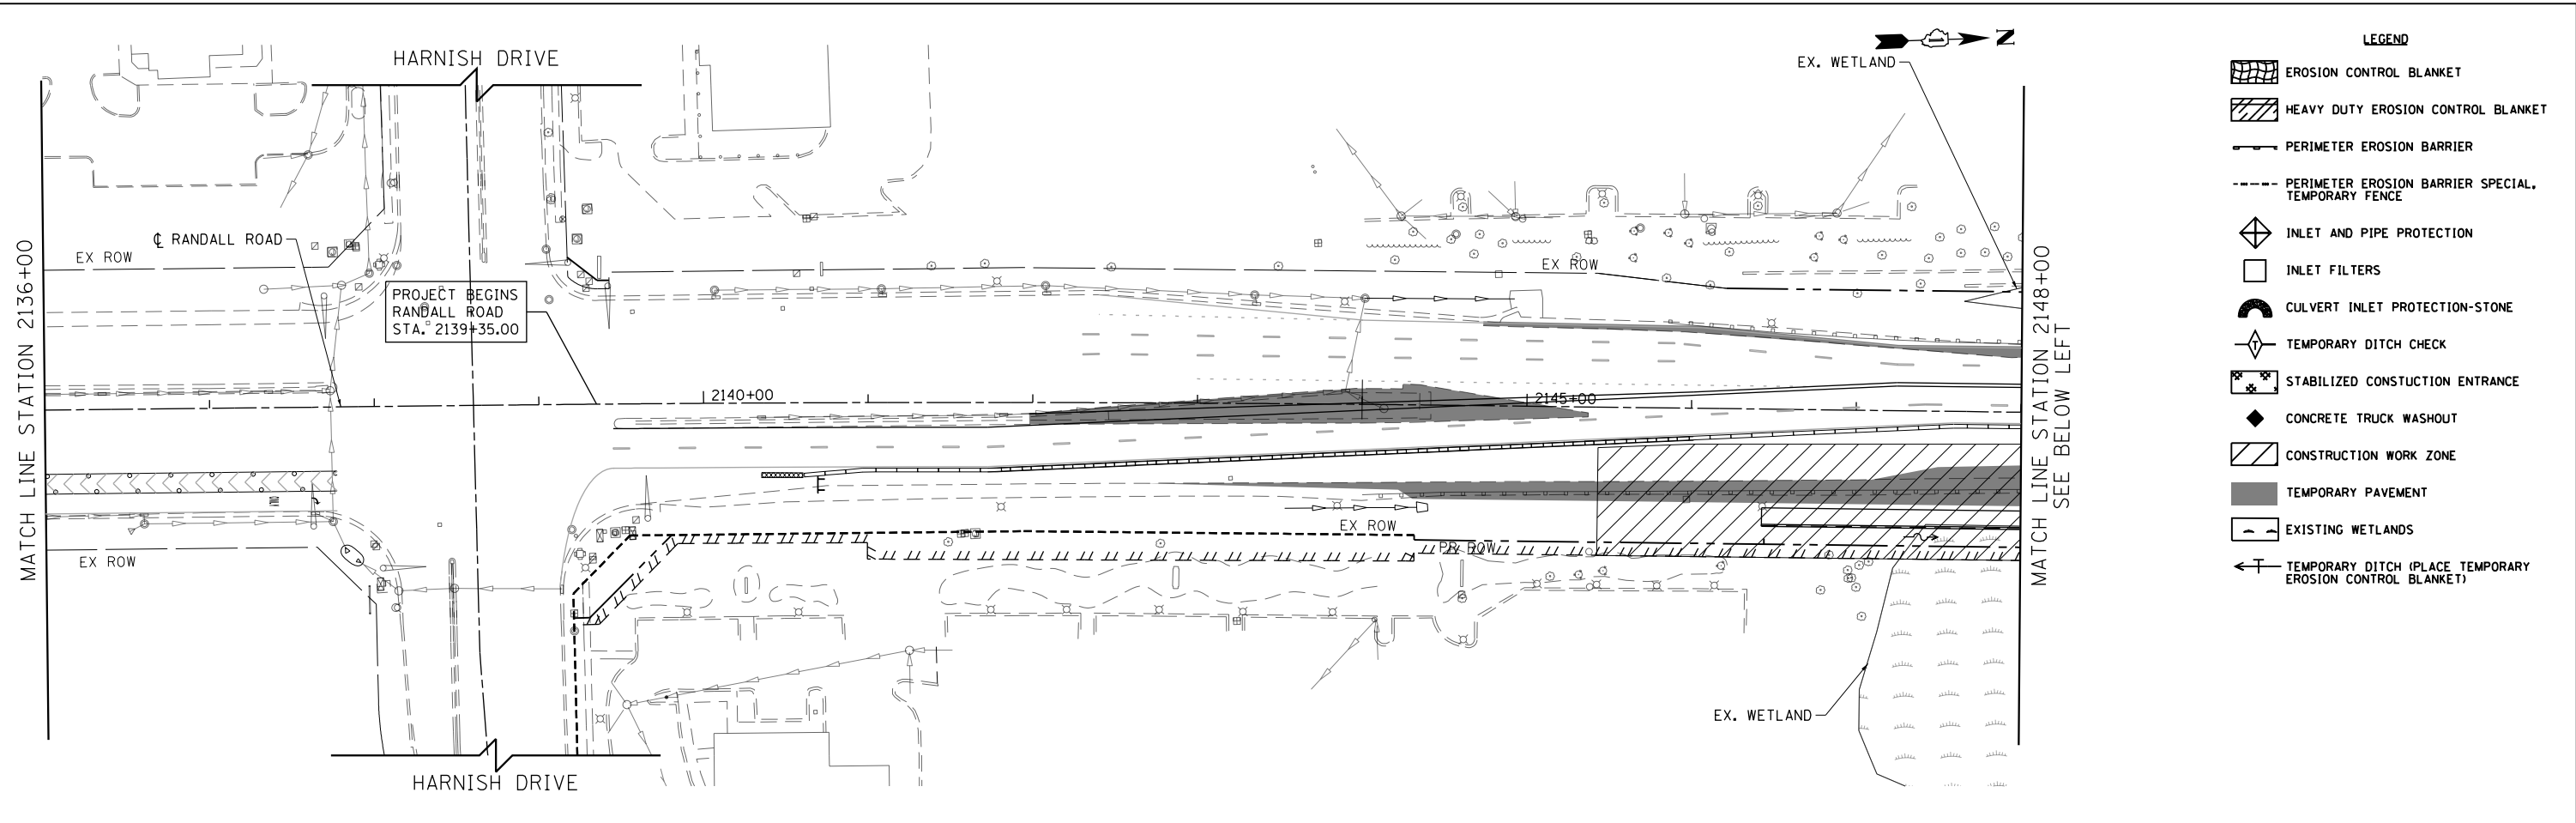 HARNISH DRIVE
N
EX. WETLAND
MATCH LINE STATION 2136+00
℄ RANDALL ROAD
EX ROW
PROJECT BEGINS
RANDALL ROAD
STA. 2139+35.00
EX ROW
2140+00
2145+00
MATCH LINE STATION 2148+00
SEE BELOW LEFT
EX ROW
EX ROW
PR ROW
EX. WETLAND
HARNISH DRIVE
LEGEND
EROSION CONTROL BLANKET
HEAVY DUTY EROSION CONTROL BLANKET
PERIMETER EROSION BARRIER
PERIMETER EROSION BARRIER SPECIAL,
TEMPORARY FENCE
INLET AND PIPE PROTECTION
INLET FILTERS
CULVERT INLET PROTECTION-STONE
T
TEMPORARY DITCH CHECK
STABILIZED CONSTUCTION ENTRANCE
CONCRETE TRUCK WASHOUT
CONSTRUCTION WORK ZONE
TEMPORARY PAVEMENT
EXISTING WETLANDS
T
TEMPORARY DITCH (PLACE TEMPORARY
EROSION CONTROL BLANKET)